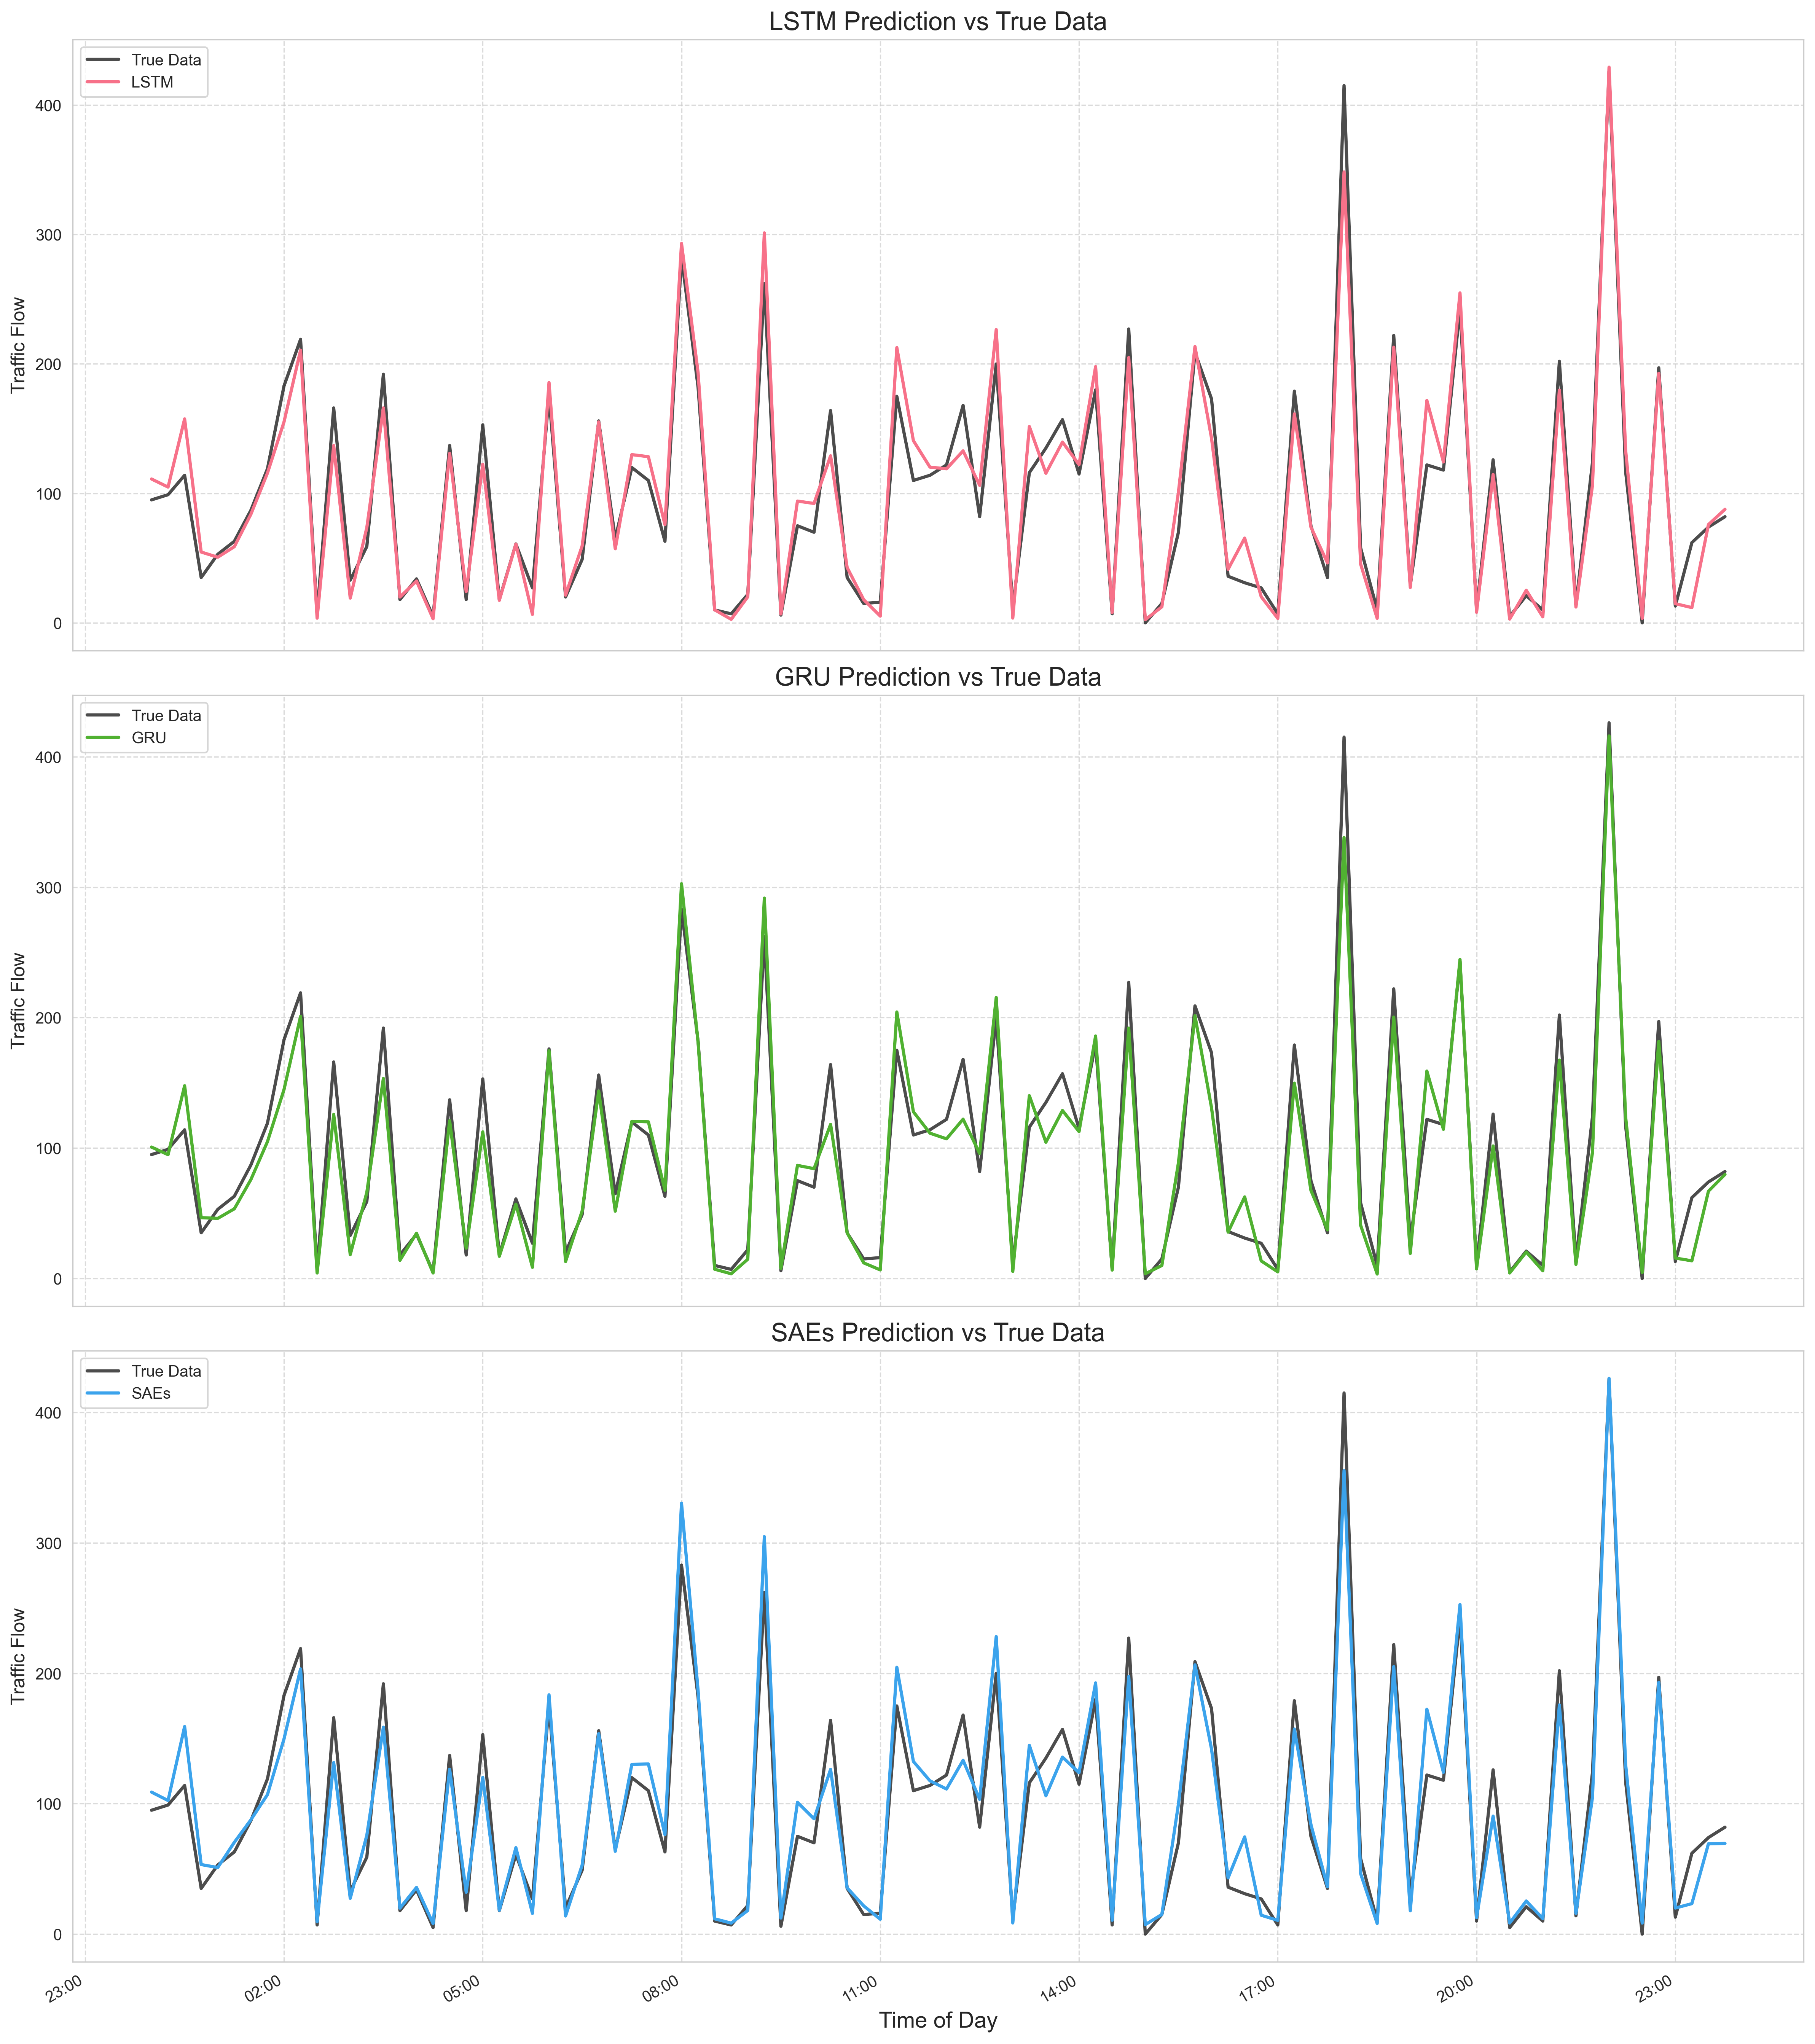 LSTM Prediction vs True Data
True Data
LSTM
400
300
200
100
0
Traffic Flow
GRU Prediction vs True Data
True Data
GRU
400
300
200
100
0
Traffic Flow
SAEs Prediction vs True Data
True Data
SAEs
400
300
200
100
0
Traffic Flow
23:00 02:00 05:00 08:00 11:00 14:00 17:00 20:00 23:00
Time of Day